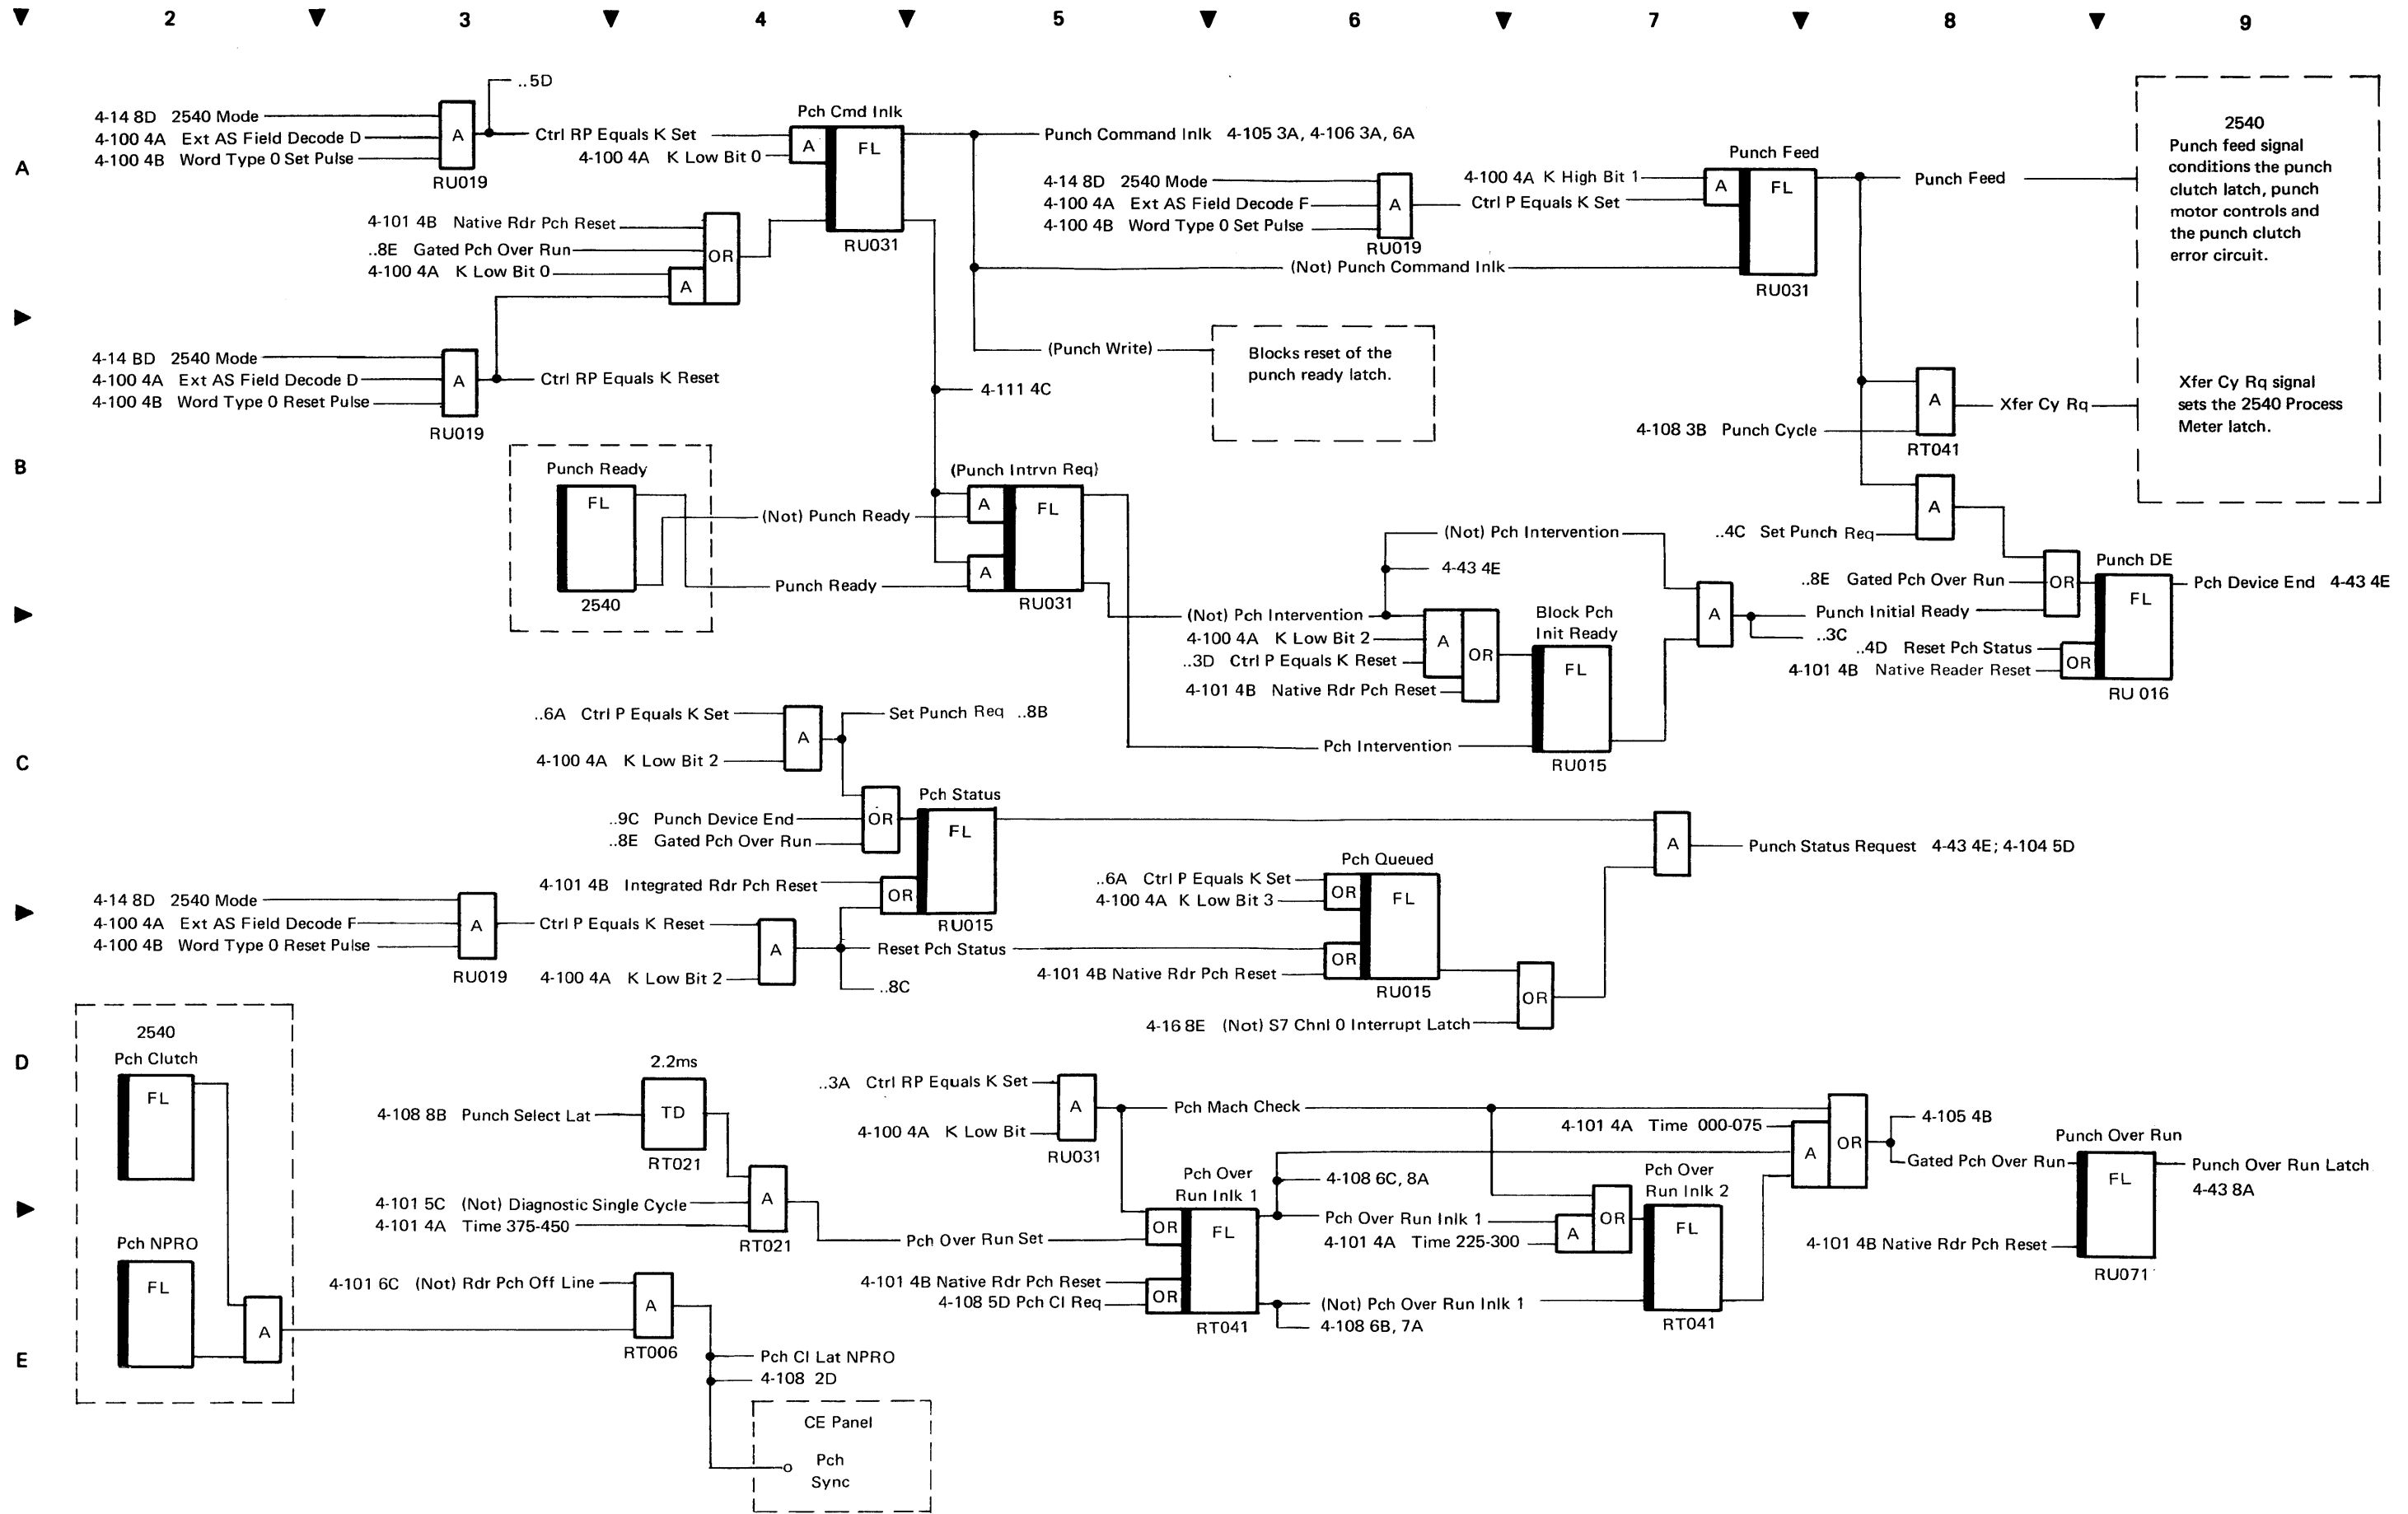 2 3 4 5 6 7 8 9
A
B
C
D
E
..5D
4-14 8D 2540 Mode
4-100 4A Ext AS Field Decode D
4-100 4B Word Type 0 Set Pulse
A
RU019
Ctrl RP Equals K Set
4-100 4A K Low Bit 0
Pch Cmd Inlk
A
FL
RU031
Punch Command Inlk 4-105 3A, 4-106 3A, 6A
4-14 8D 2540 Mode
4-100 4A Ext AS Field Decode F
4-100 4B Word Type 0 Set Pulse
A
RU019
4-100 4A K High Bit 1
Ctrl P Equals K Set
Punch Feed
A
FL
RU031
Punch Feed
2540
Punch feed signal
conditions the punch
clutch latch, punch
motor controls and
the punch clutch
error circuit.
4-101 4B Native Rdr Pch Reset
..8E Gated Pch Over Run
4-100 4A K Low Bit 0
OR
A
(Not) Punch Command Inlk
(Punch Write)
Blocks reset of the
punch ready latch.
4-14 BD 2540 Mode
4-100 4A Ext AS Field Decode D
4-100 4B Word Type 0 Reset Pulse
A
RU019
Ctrl RP Equals K Reset
4-111 4C
4-108 3B Punch Cycle
A
RT041
Xfer Cy Rq
Xfer Cy Rq signal
sets the 2540 Process
Meter latch.
Punch Ready
FL
2540
(Not) Punch Ready
Punch Ready
(Punch Intrvn Req)
A
A
FL
RU031
(Not) Pch Intervention
4-43 4E
(Not) Pch Intervention
4-100 4A K Low Bit 2
..3D Ctrl P Equals K Reset
4-101 4B Native Rdr Pch Reset
A
OR
Block Pch
Init Ready
FL
RU015
Pch Intervention
A
..4C Set Punch Req
A
..8E Gated Pch Over Run
Punch Initial Ready
..3C
OR
Punch DE
FL
RU 016
Pch Device End 4-43 4E
..4D Reset Pch Status
4-101 4B Native Reader Reset
OR
..6A Ctrl P Equals K Set
4-100 4A K Low Bit 2
A
Set Punch Req ..8B
..9C Punch Device End
..8E Gated Pch Over Run
OR
Pch Status
FL
RU015
4-101 4B Integrated Rdr Pch Reset
OR
4-14 8D 2540 Mode
4-100 4A Ext AS Field Decode F
4-100 4B Word Type 0 Reset Pulse
A
RU019
Ctrl P Equals K Reset
4-100 4A K Low Bit 2
A
Reset Pch Status
..8C
Pch Queued
..6A Ctrl P Equals K Set
4-100 4A K Low Bit 3
OR
FL
4-101 4B Native Rdr Pch Reset
OR
RU015
4-16 8E (Not) S7 Chnl 0 Interrupt Latch
OR
A
Punch Status Request 4-43 4E; 4-104 5D
2540
Pch Clutch
FL
Pch NPRO
FL
A
2.2ms
4-108 8B Punch Select Lat
TD
RT021
4-101 5C (Not) Diagnostic Single Cycle
4-101 4A Time 375-450
A
RT021
Pch Over Run Set
..3A Ctrl RP Equals K Set
4-100 4A K Low Bit
A
RU031
Pch Mach Check
Pch Over
Run Inlk 1
OR
FL
4-101 4B Native Rdr Pch Reset
4-108 5D Pch CI Req
OR
RT041
4-108 6C, 8A
Pch Over Run Inlk 1
4-101 4A Time 225-300
A
OR
Pch Over
Run Inlk 2
FL
RT041
(Not) Pch Over Run Inlk 1
4-108 6B, 7A
4-101 4A Time 000-075
A
OR
4-105 4B
Gated Pch Over Run
Punch Over Run
FL
RU071
Punch Over Run Latch
4-43 8A
4-101 4B Native Rdr Pch Reset
4-101 6C (Not) Rdr Pch Off Line
A
RT006
Pch CI Lat NPRO
4-108 2D
CE Panel
Pch
Sync